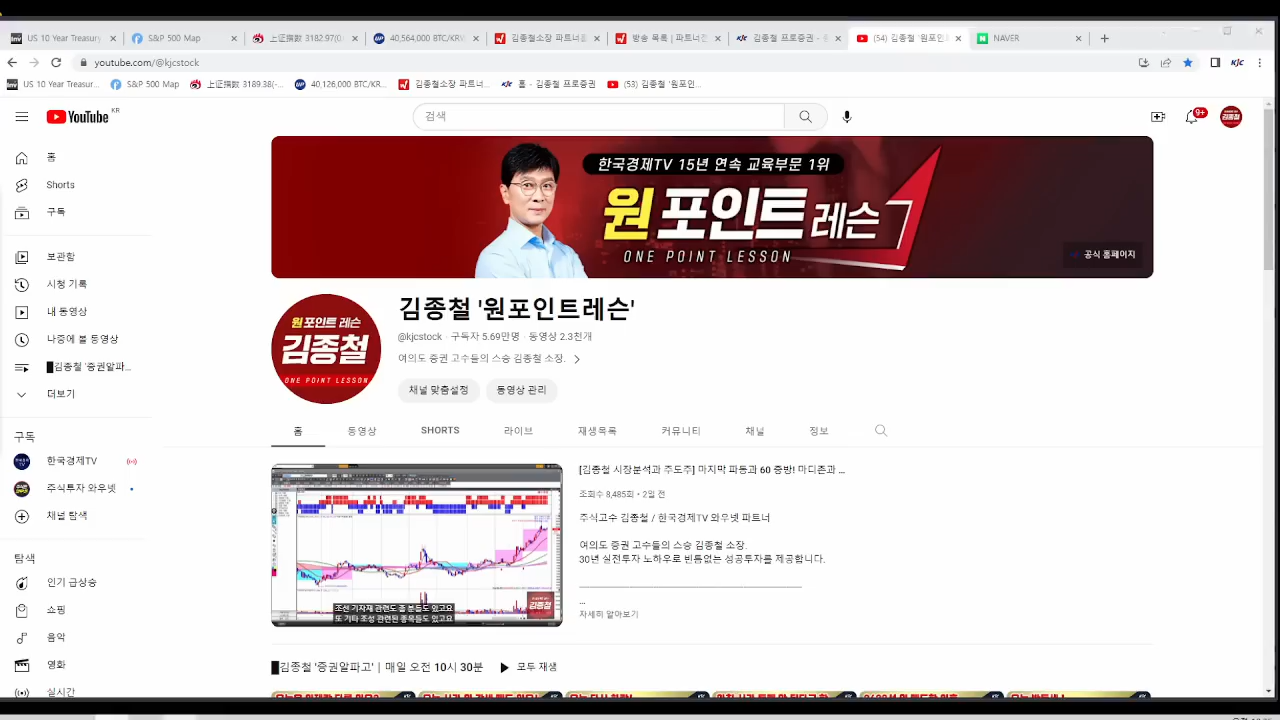 US 10 Year Treasury
S&P 500 Map
上证指数 3182.97(0.
40,564,000 BTC/KRW
김종철소장 파트너홈
방송 목록 | 파트너전
김종철 프로증권 - 증
(54) 김종철 '원포인트
NAVER
youtube.com/@kjcstock
US 10 Year Treasur...
S&P 500 Map
上证指数 3189.38(-...
40,126,000 BTC/KR...
김종철소장 파트너...
홈 - 김종철 프로증권
(53) 김종철 '원포인...
YouTube KR
검색
9+
홈
Shorts
구독
보관함
시청 기록
내 동영상
나중에 볼 동영상
█김종철 '증권알파...
더보기
구독
한국경제TV
주식투자 와우넷
채널 탐색
탐색
인기 급상승
쇼핑
음악
영화
실시간
한국경제TV 15년 연속 교육부문 1위
원포인트 레슨
ONE POINT LESSON
공식 홈페이지
원포인트 레슨
김종철
ONE POINT LESSON
김종철 '원포인트레슨'
@kjcstock 구독자 5.69만명 동영상 2.3천개
여의도 증권 고수들의 스승 김종철 소장.
채널 맞춤설정
동영상 관리
홈
동영상
SHORTS
라이브
재생목록
커뮤니티
채널
정보
조선 기자재 관련도 좀 분들도 있고요
또 기타 조성 관련된 종목들도 있고요
김종철
[김종철 시장분석과 주도주] 마지막 파동과 60 중방! 마디존과 ...
조회수 8,485회 • 2일 전
주식고수 김종철 / 한국경제TV 와우넷 파트너
여의도 증권 고수들의 스승 김종철 소장.
30년 실전투자 노하우로 빈틈없는 성공투자를 제공합니다.
...
자세히 알아보기
█김종철 '증권알파고' | 매일 오전 10시 30분
모두 재생